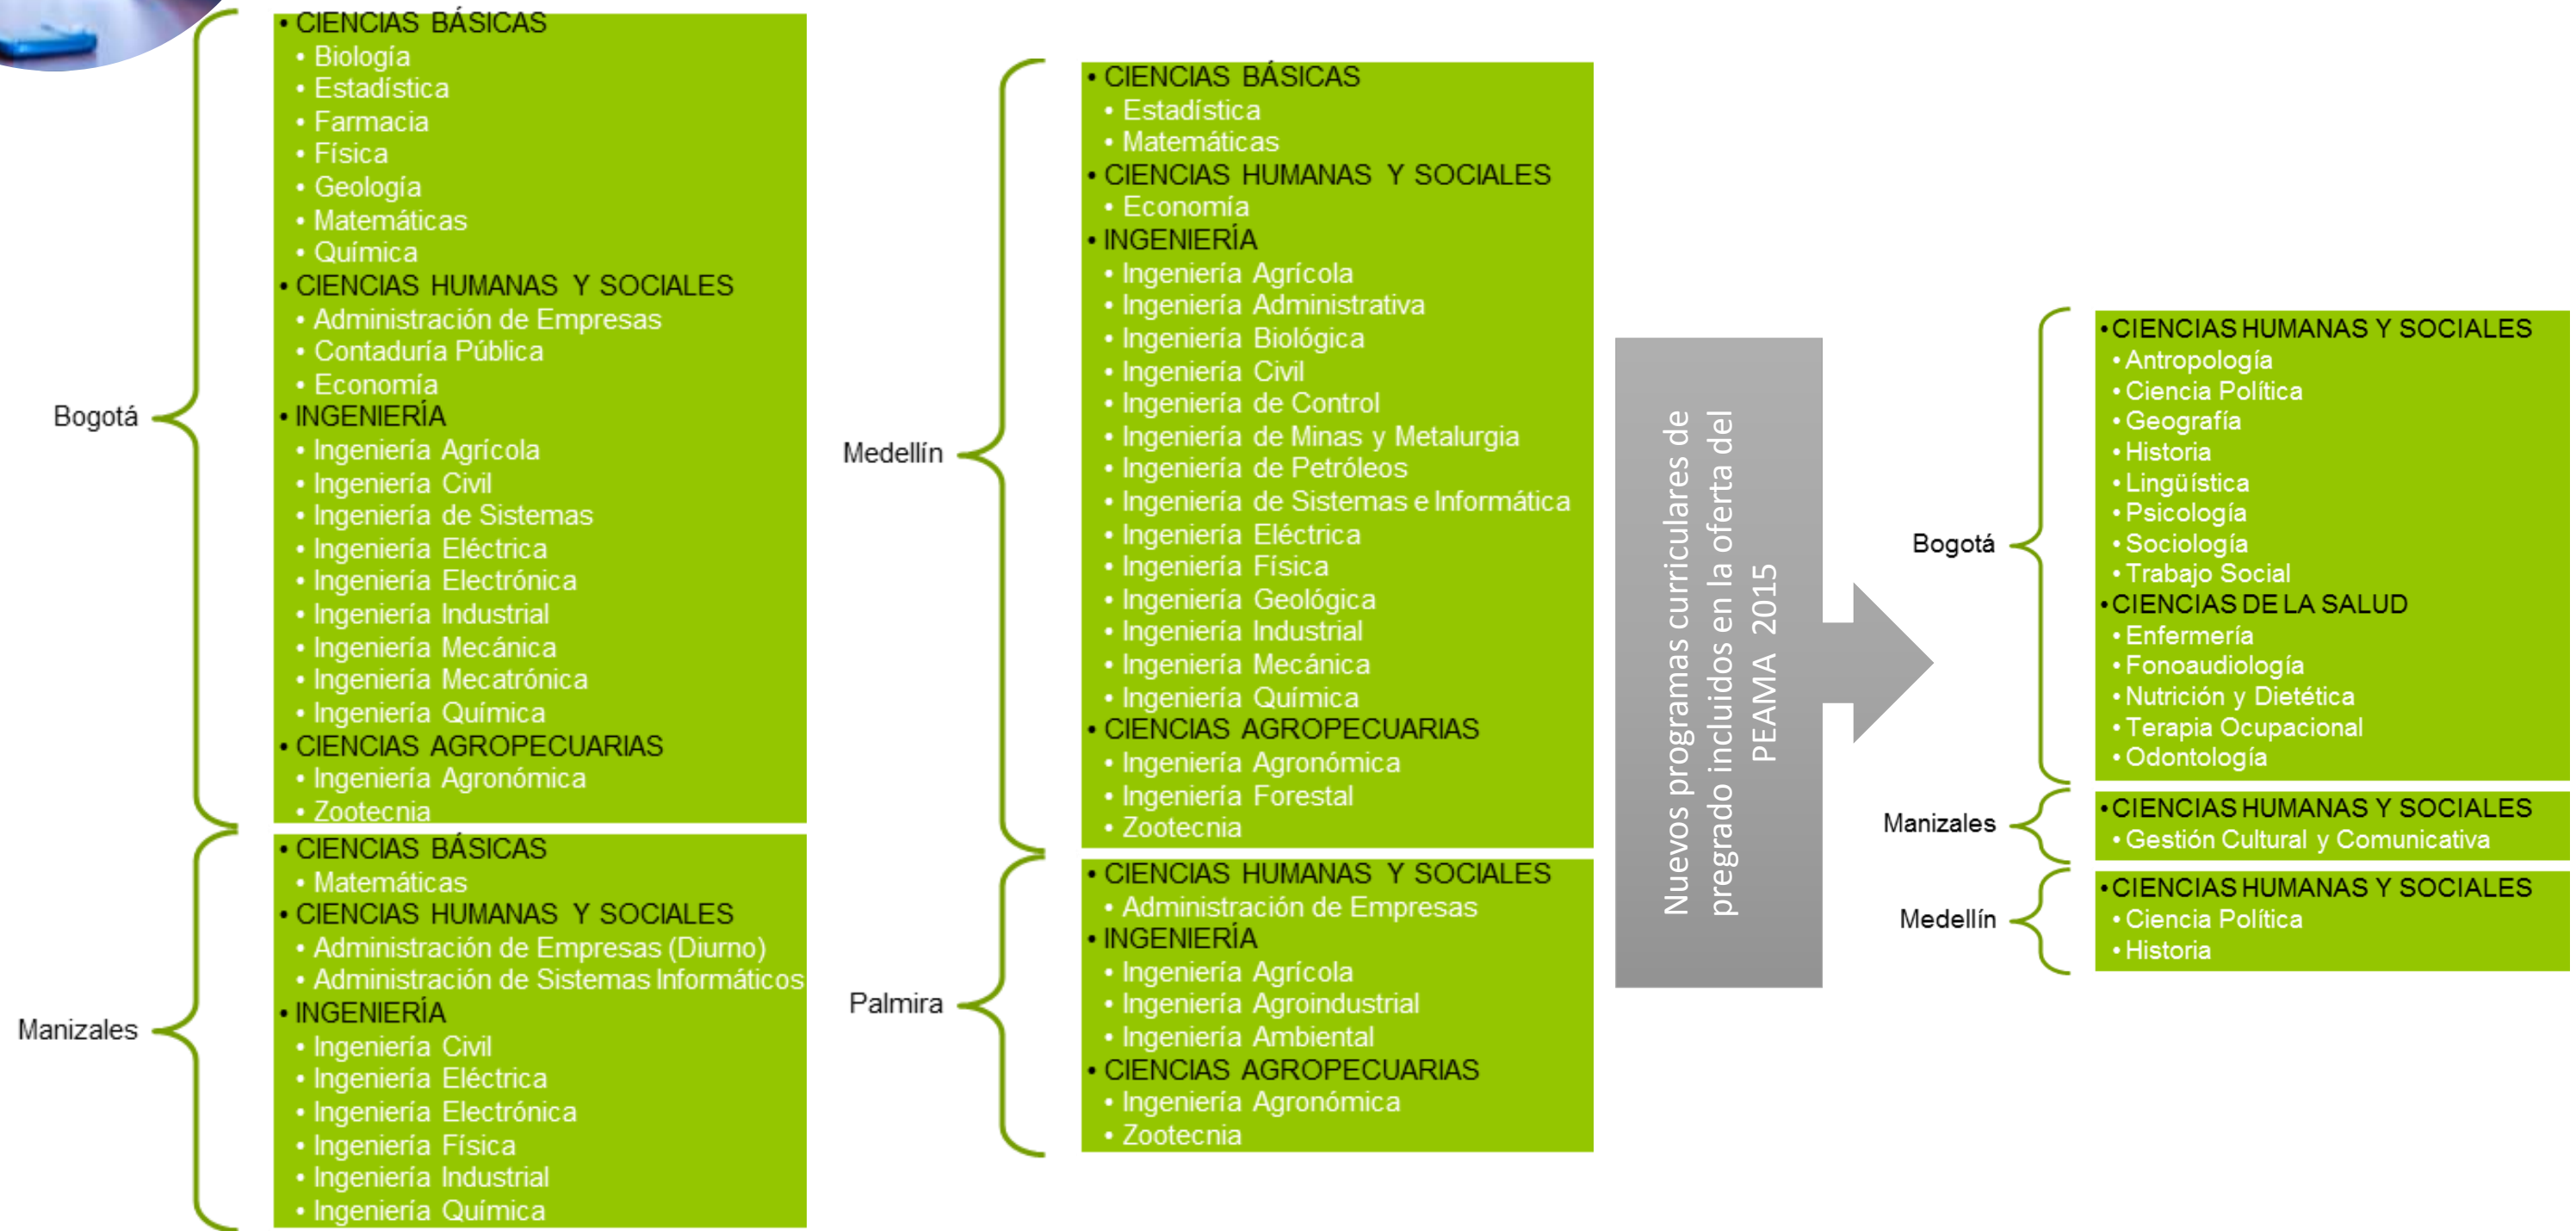 Bogotá
• CIENCIAS BÁSICAS
• Biología
• Estadística
• Farmacia
• Física
• Geología
• Matemáticas
• Química
• CIENCIAS HUMANAS Y SOCIALES
• Administración de Empresas
• Contaduría Pública
• Economía
• INGENIERÍA
• Ingeniería Agrícola
• Ingeniería Civil
• Ingeniería de Sistemas
• Ingeniería Eléctrica
• Ingeniería Electrónica
• Ingeniería Industrial
• Ingeniería Mecánica
• Ingeniería Mecatrónica
• Ingeniería Química
• CIENCIAS AGROPECUARIAS
• Ingeniería Agronómica
• Zootecnia
Manizales
• CIENCIAS BÁSICAS
• Matemáticas
• CIENCIAS HUMANAS Y SOCIALES
• Administración de Empresas (Diurno)
• Administración de Sistemas Informáticos
• INGENIERÍA
• Ingeniería Civil
• Ingeniería Eléctrica
• Ingeniería Electrónica
• Ingeniería Física
• Ingeniería Industrial
• Ingeniería Química
Medellín
• CIENCIAS BÁSICAS
• Estadística
• Matemáticas
• CIENCIAS HUMANAS Y SOCIALES
• Economía
• INGENIERÍA
• Ingeniería Agrícola
• Ingeniería Administrativa
• Ingeniería Biológica
• Ingeniería Civil
• Ingeniería de Control
• Ingeniería de Minas y Metalurgia
• Ingeniería de Petróleos
• Ingeniería de Sistemas e Informática
• Ingeniería Eléctrica
• Ingeniería Física
• Ingeniería Geológica
• Ingeniería Industrial
• Ingeniería Mecánica
• Ingeniería Química
• CIENCIAS AGROPECUARIAS
• Ingeniería Agronómica
• Ingeniería Forestal
• Zootecnia
Palmira
• CIENCIAS HUMANAS Y SOCIALES
• Administración de Empresas
• INGENIERÍA
• Ingeniería Agrícola
• Ingeniería Agroindustrial
• Ingeniería Ambiental
• CIENCIAS AGROPECUARIAS
• Ingeniería Agronómica
• Zootecnia
Nuevos programas curriculares de
pregrado incluidos en la oferta del
PEAMA 2015
Bogotá
• CIENCIAS HUMANAS Y SOCIALES
• Antropología
• Ciencia Política
• Geografía
• Historia
• Lingüística
• Psicología
• Sociología
• Trabajo Social
• CIENCIAS DE LA SALUD
• Enfermería
• Fonoaudiología
• Nutrición y Dietética
• Terapia Ocupacional
• Odontología
Manizales
• CIENCIAS HUMANAS Y SOCIALES
• Gestión Cultural y Comunicativa
Medellín
• CIENCIAS HUMANAS Y SOCIALES
• Ciencia Política
• Historia